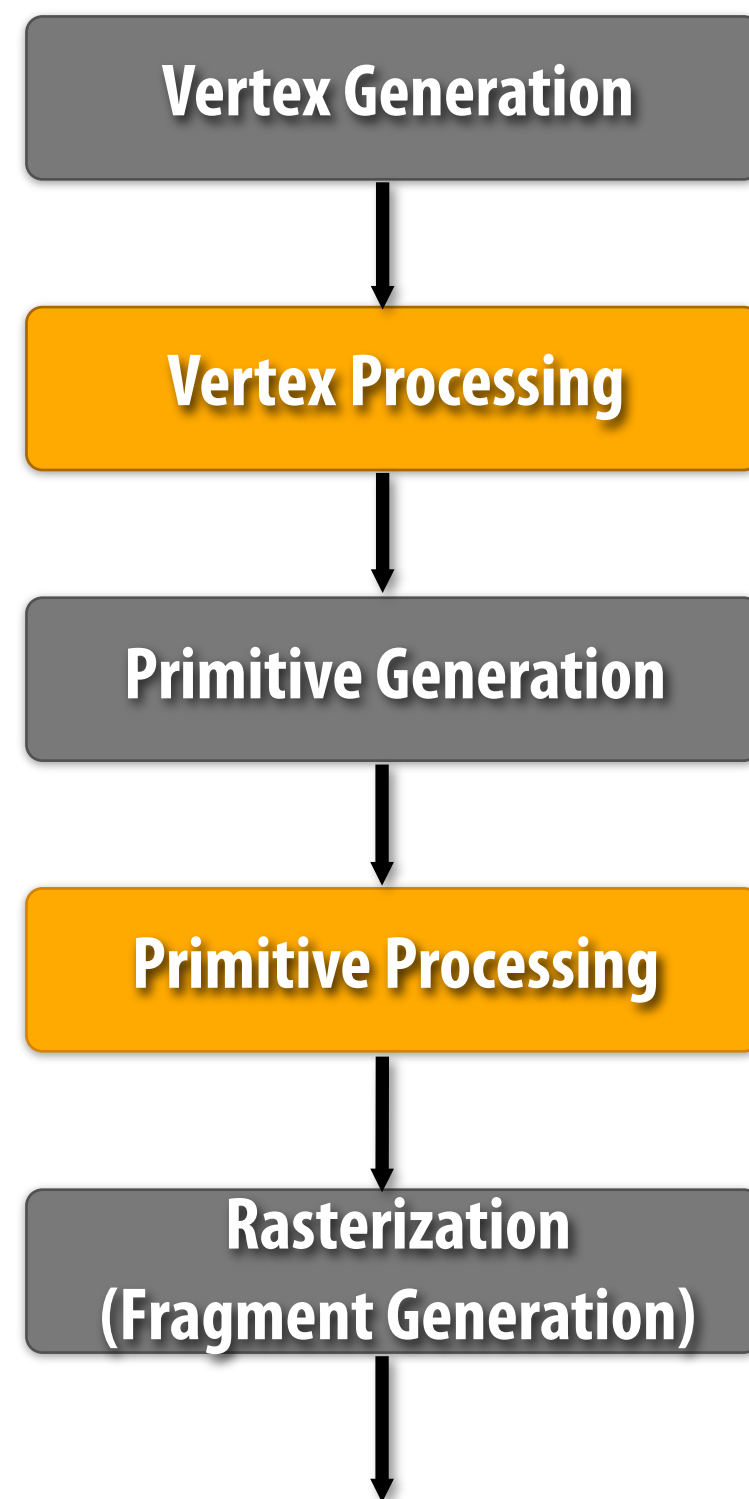 Vertex Generation
Vertex Processing
Primitive Generation
Primitive Processing
Rasterization
(Fragment Generation)